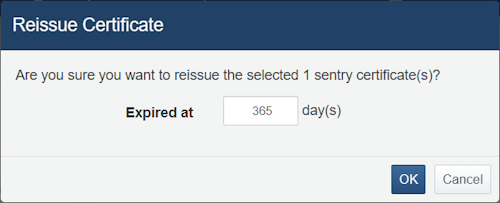 Reissue Certificate
Are you sure you want to reissue the selected 1 sentry certificate(s)?
Expired at 365 day(s)
OK Cancel